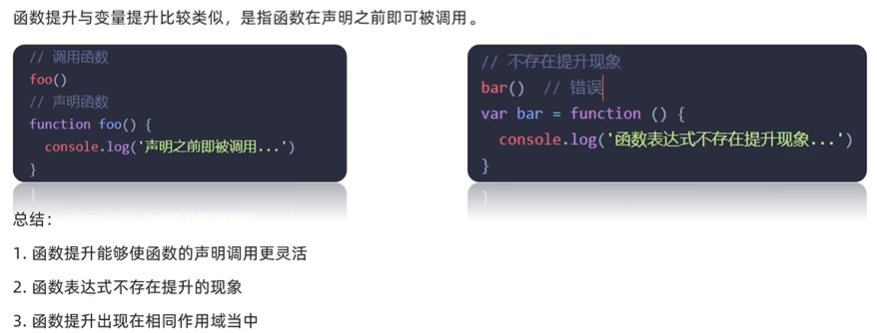 函数提升与变量提升比较类似，是指函数在声明之前即可被调用。
// 调用函数
foo()
// 声明函数
function foo() {
  console.log('声明之前即被调用...')
}
// 不存在提升现象
bar()  // 错误
var bar = function () {
  console.log('函数表达式不存在提升现象...')
}
总结：
1. 函数提升能够使函数的声明调用更灵活
2. 函数表达式不存在提升的现象
3. 函数提升出现在相同作用域当中